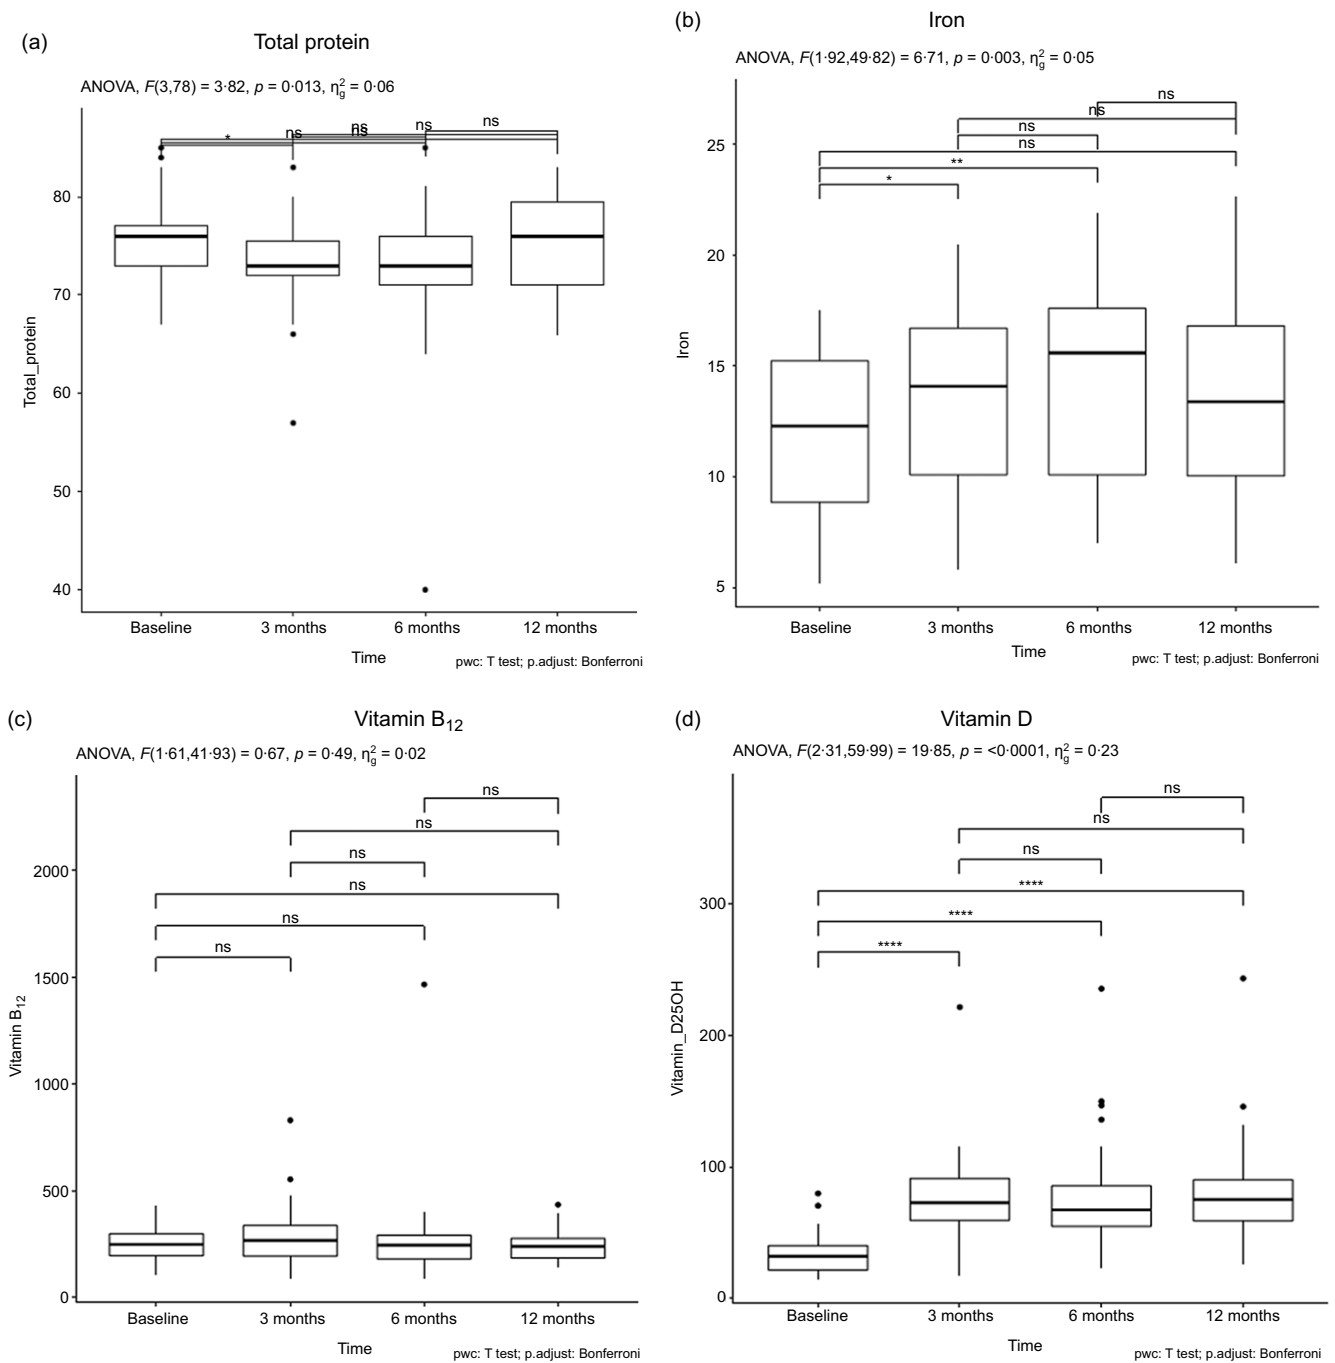 (a)
Total protein
ANOVA, F(3,78) = 3·82, p = 0·013, η²g = 0·06
ns
ns
ns
ns
ns
*
80
70
60
50
40
Total_protein
Baseline 3 months 6 months 12 months
Time
pwc: T test; p.adjust: Bonferroni
(b)
Iron
ANOVA, F(1·92,49·82) = 6·71, p = 0·003, η²g = 0·05
ns
ns
ns
ns
**
*
25
20
15
10
5
Iron
Baseline 3 months 6 months 12 months
Time
pwc: T test; p.adjust: Bonferroni
(c)
Vitamin B₁₂
ANOVA, F(1·61,41·93) = 0·67, p = 0·49, η²g = 0·02
ns
ns
ns
ns
ns
ns
2000
1500
1000
500
0
Vitamin B₁₂
Baseline 3 months 6 months 12 months
Time
pwc: T test; p.adjust: Bonferroni
(d)
Vitamin D
ANOVA, F(2·31,59·99) = 19·85, p = <0·0001, η²g = 0·23
ns
ns
ns
****
****
****
300
200
100
0
Vitamin_D25OH
Baseline 3 months 6 months 12 months
Time
pwc: T test; p.adjust: Bonferroni